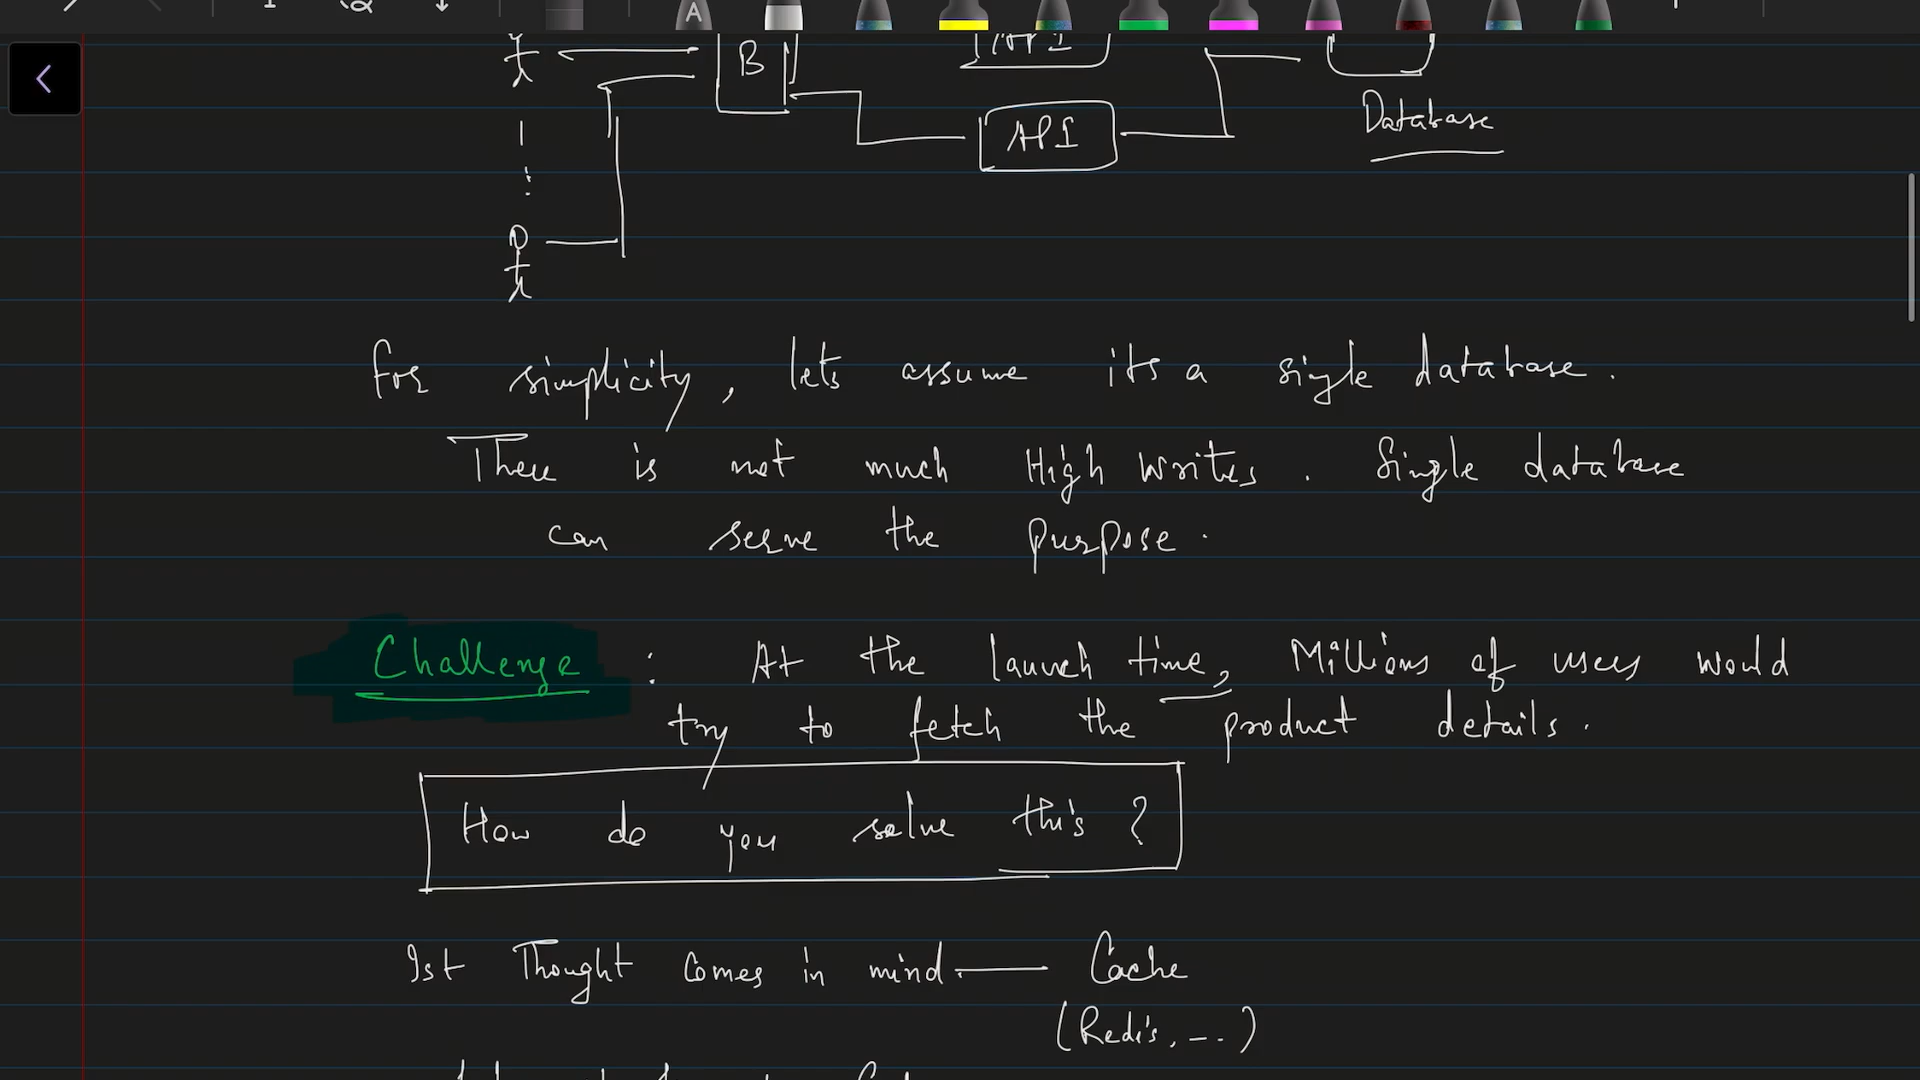 A
B
API
API
Database
For simplicity, lets assume its a single database.
There is not much High writes. Single database
can serve the purpose.
Challenge : At the launch time, Millions of users would
try to fetch the product details.
How do you solve this?
1st Thought comes in mind — Cache
(Redis, --.)